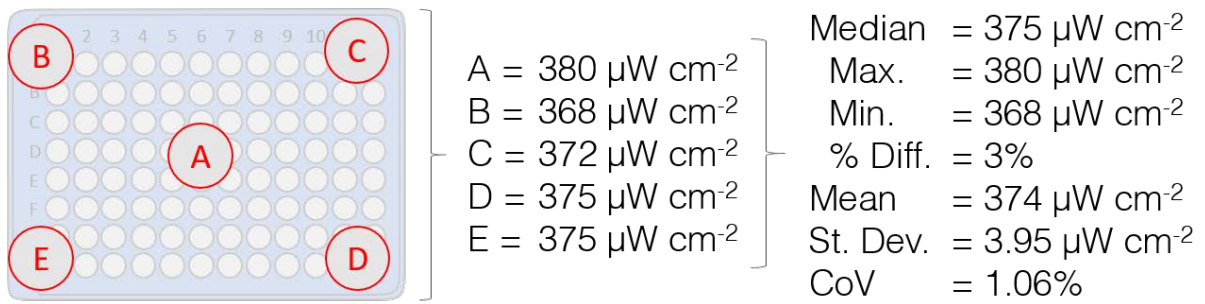 2 3 4 5 6 7 8 9 10
B
C
D
E
F
B
C
A
E
D
A = 380 µW cm-2
B = 368 µW cm-2
C = 372 µW cm-2
D = 375 µW cm-2
E = 375 µW cm-2
Median = 375 µW cm-2
Max. = 380 µW cm-2
Min. = 368 µW cm-2
% Diff. = 3%
Mean = 374 µW cm-2
St. Dev. = 3.95 µW cm-2
CoV = 1.06%